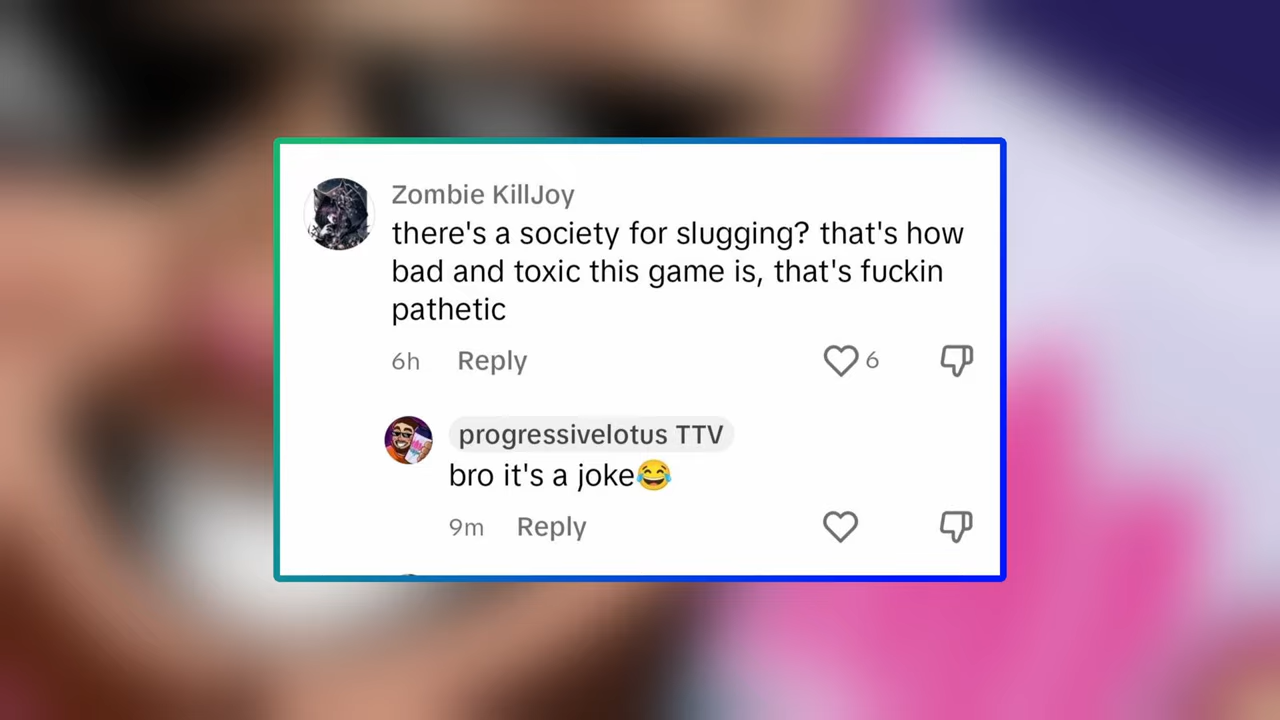 Zombie KillJoy
there's a society for slugging? that's how
bad and toxic this game is, that's fuckin
pathetic
6h Reply 6
progressivelotus TTV
bro it's a joke😂
9m Reply